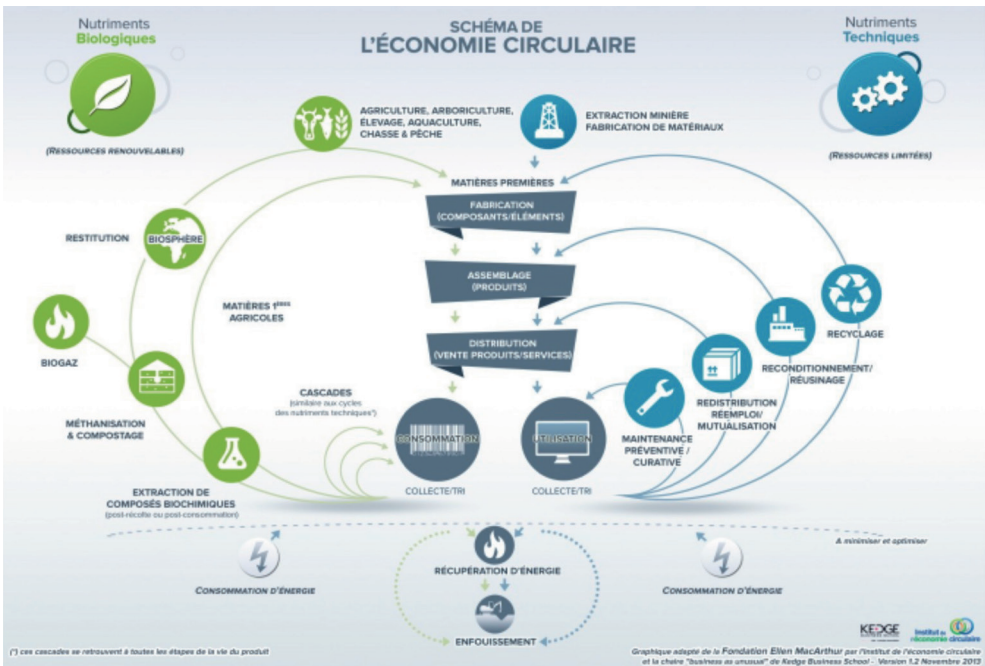 Nutriments
Biologiques
SCHÉMA DE
L'ÉCONOMIE CIRCULAIRE
Nutriments
Techniques
(RESSOURCES RENOUVELABLES)
AGRICULTURE, ARBORICULTURE,
ÉLEVAGE, AQUACULTURE,
CHASSE & PÊCHE
EXTRACTION MINIÈRE
FABRICATION DE MATÉRIAUX
(RESSOURCES LIMITÉES)
MATIÈRES PREMIÈRES
FABRICATION
(COMPOSANTS/ÉLÉMENTS)
RESTITUTION
BIOSPHÈRE
ASSEMBLAGE
(PRODUITS)
MATIÈRES 1ÈRES
AGRICOLES
RECYCLAGE
BIOGAZ
DISTRIBUTION
(VENTE PRODUITS/SERVICES)
RECONDITIONNEMENT/
RÉUSINAGE
CASCADES
(similaire aux cycles
des nutriments techniques*)
REDISTRIBUTION
RÉEMPLOI/
MUTUALISATION
MÉTHANISATION
& COMPOSTAGE
CONSOMMATION
UTILISATION
MAINTENANCE
PRÉVENTIVE /
CURATIVE
EXTRACTION DE
COMPOSÉS BIOCHIMIQUES
(post-récolte ou post-consommation)
COLLECTE/TRI
COLLECTE/TRI
A minimiser et optimiser
RÉCUPÉRATION D'ÉNERGIE
CONSOMMATION D'ÉNERGIE
CONSOMMATION D'ÉNERGIE
ENFOUISSEMENT
KEDGE
Institut de
l'économie circulaire
(*) ces cascades se retrouvent à toutes les étapes de la vie du produit
Graphique adapté de la Fondation Ellen MacArthur par l'Institut de l'économie circulaire
et la chaire "business as unusual" de Kedge Business School - Version 1.2 Novembre 2013